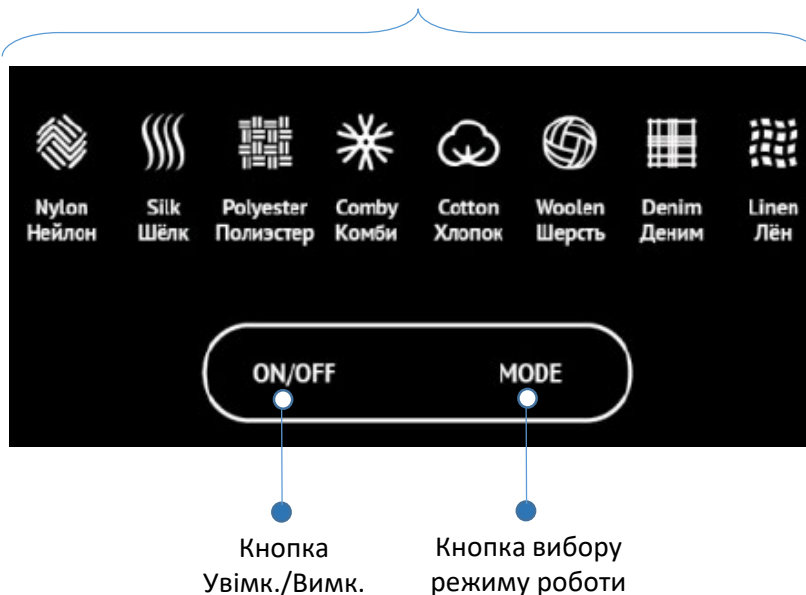 Nylon Silk Polyester Comby Cotton Woolen Denim Linen
Нейлон Шёлк Полиэстер Комби Хлопок Шерсть Деним Лён
ON/OFF MODE
Кнопка Кнопка вибору
Увімк./Вимк. режиму роботи